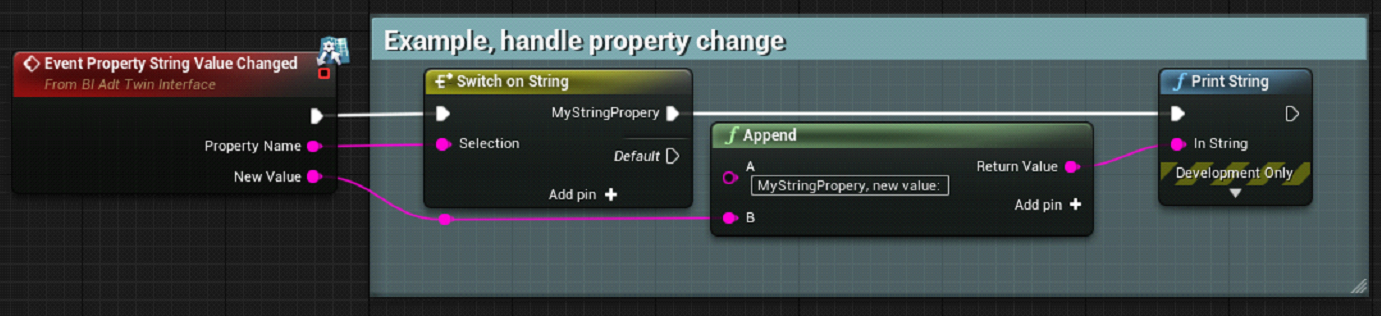 Example, handle property change
Event Property String Value Changed
From BI Adt Twin Interface
Property Name
New Value
Switch on String
MyStringPropery
Selection
Default
Add pin
Append
A
MyStringPropery, new value:
B
Return Value
Add pin
Print String
In String
Development Only